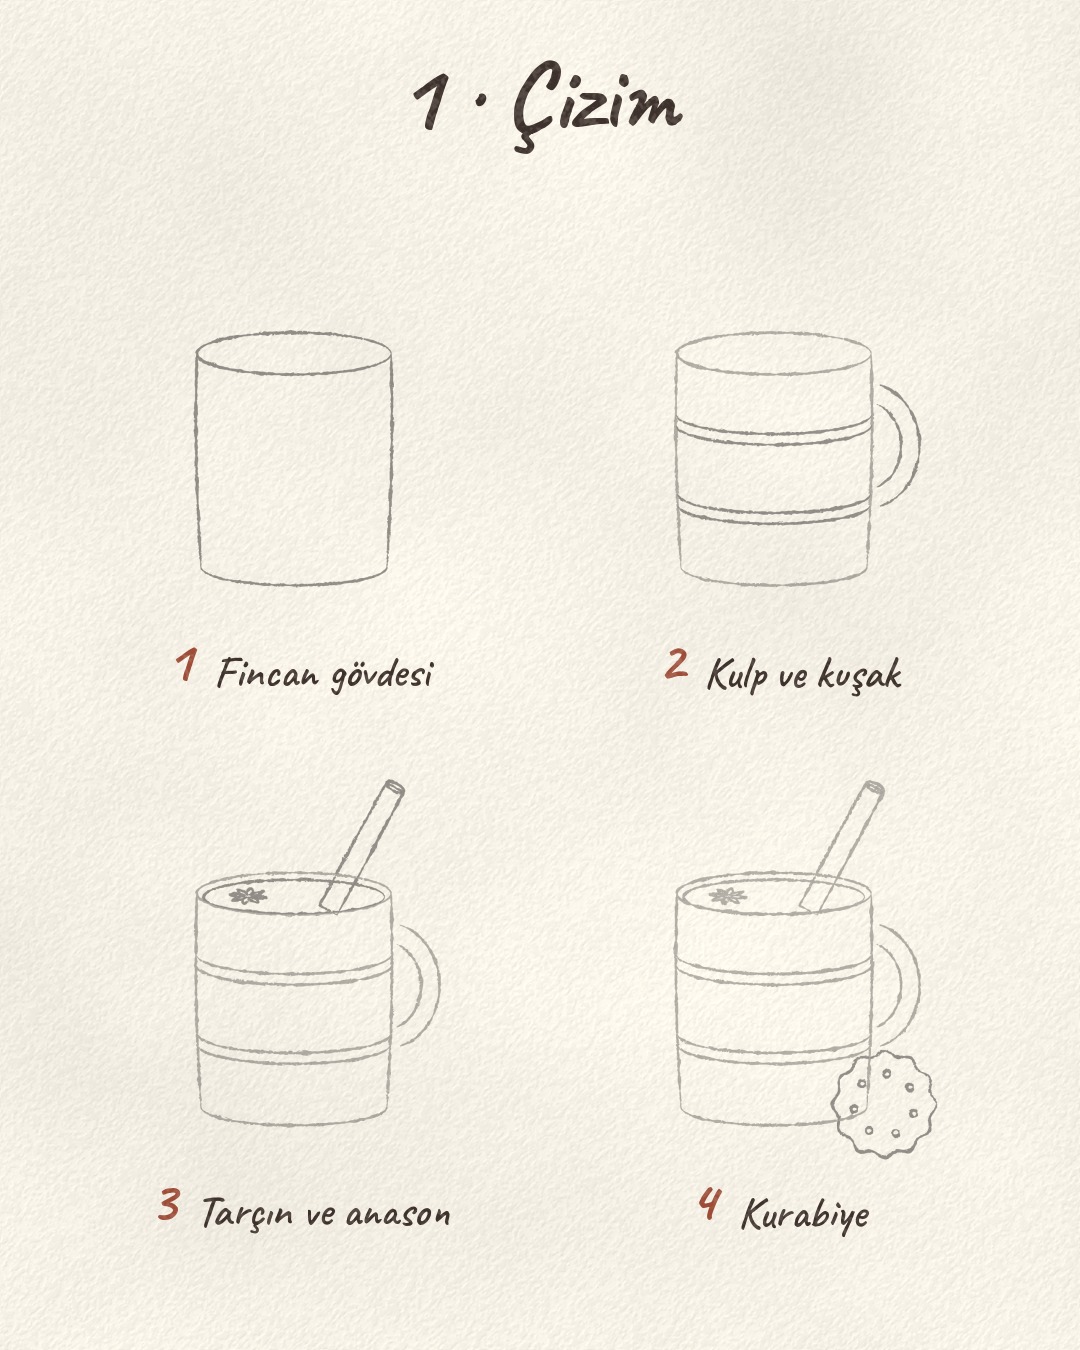 1 · Çizim
1 Fincan gövdesi
2 Kulp ve kuşak
3 Tarçın ve anason
4 Kurabiye